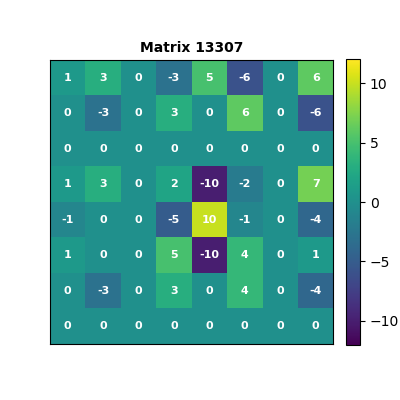 Matrix 13307
1 3 0 -3 5 -6 0 6
0 -3 0 3 0 6 0 -6
0 0 0 0 0 0 0 0
1 3 0 2 -10 -2 0 7
-1 0 0 -5 10 -1 0 -4
1 0 0 5 -10 4 0 1
0 -3 0 3 0 4 0 -4
0 0 0 0 0 0 0 0
10
5
0
−5
−10